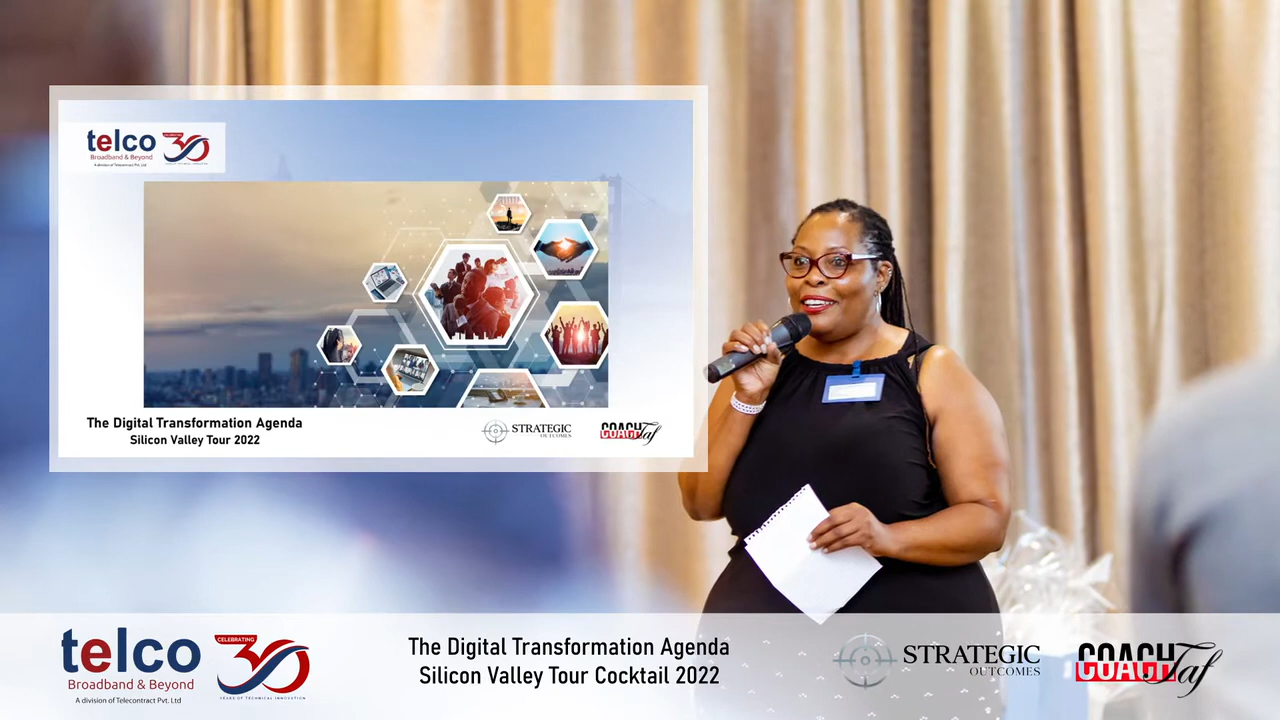 telco
CELEBRATING
30
Broadband & Beyond
A division of Telecontract Pvt. Ltd
The Digital Transformation Agenda
Silicon Valley Tour 2022
STRATEGIC
OUTCOMES
COACH Taf
telco
CELEBRATING
30
Broadband & Beyond
YEARS OF TECHNICAL INNOVATION
A division of Telecontract Pvt. Ltd
The Digital Transformation Agenda
Silicon Valley Tour Cocktail 2022
STRATEGIC
OUTCOMES
COACH Taf